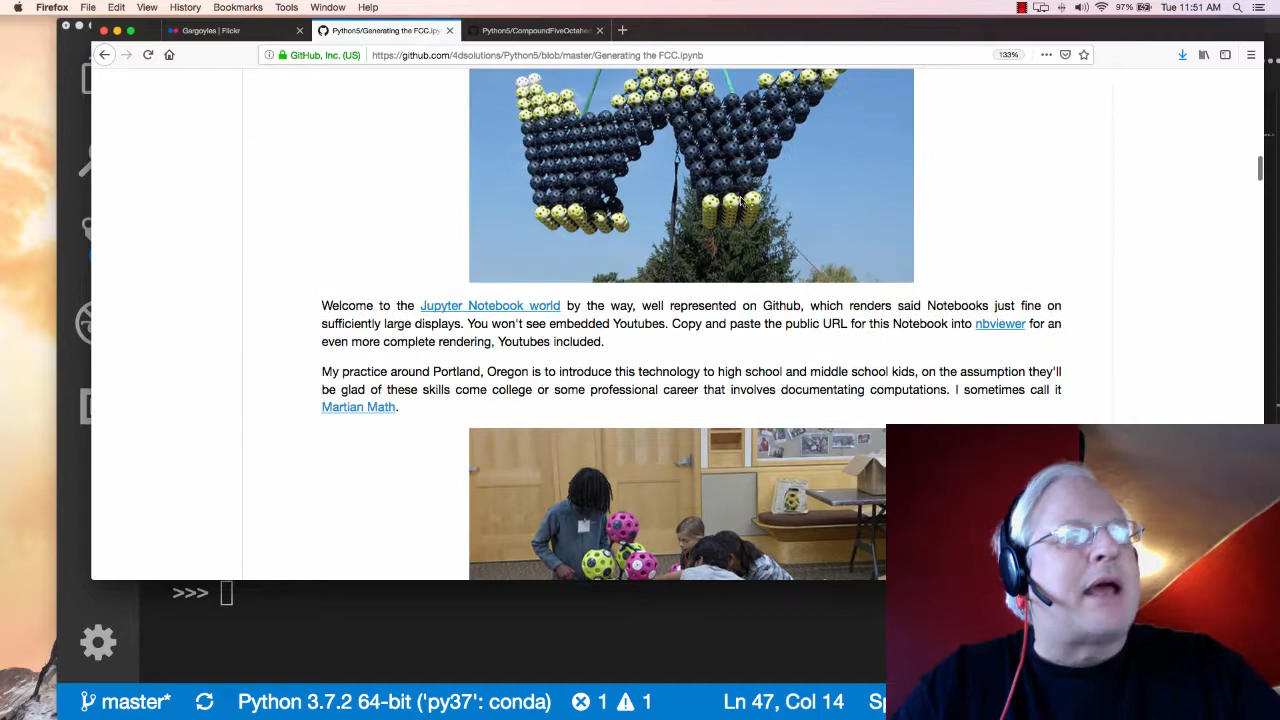 Firefox File Edit View History Bookmarks Tools Window Help 97% Tue 11:51 AM
Gargoyles | Flickr Python5/Generating the FCC.ipynb Python5/CompoundFiveOctahed
GitHub, Inc. (US) https://github.com/4dsolutions/Python5/blob/master/Generating the FCC.ipynb 133%
Welcome to the Jupyter Notebook world by the way, well represented on Github, which renders said Notebooks just fine on
sufficiently large displays. You won't see embedded Youtubes. Copy and paste the public URL for this Notebook into nbviewer for an
even more complete rendering, Youtubes included.
My practice around Portland, Oregon is to introduce this technology to high school and middle school kids, on the assumption they'll
be glad of these skills come college or some professional career that involves documentating computations. I sometimes call it
Martian Math.
>>>
master* Python 3.7.2 64-bit ('py37': conda) 1 1 Ln 47, Col 14 Sp